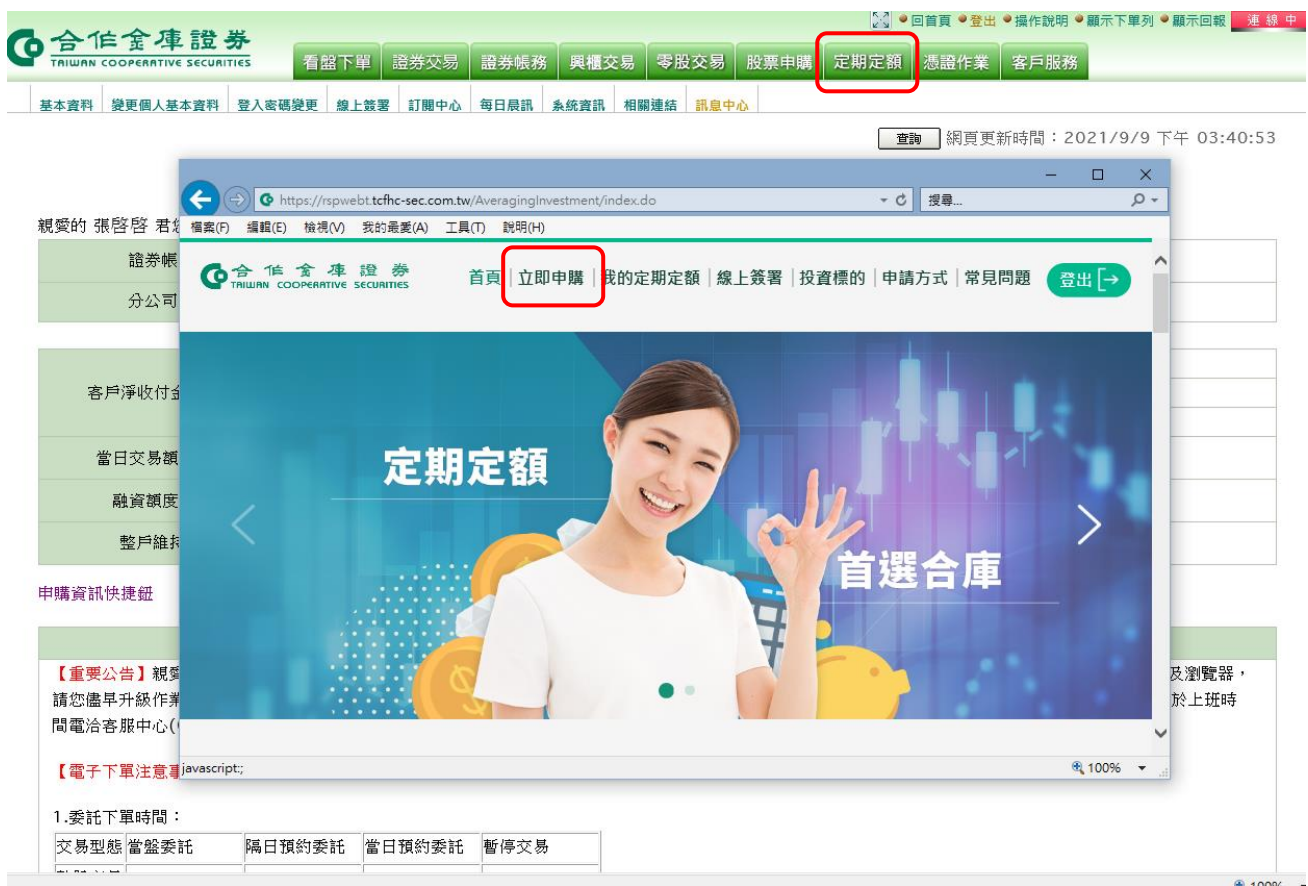 回首頁 登出 操作說明 顯示下單列 顯示回報 連線中
合作金庫證券
TAIWAN COOPERATIVE SECURITIES
看盤下單 證券交易 證券帳務 興櫃交易 零股交易 股票申購 定期定額 憑證作業 客戶服務
基本資料 變更個人基本資料 登入密碼變更 線上簽署 訂閱中心 每日晨訊 系統資訊 相關連結 訊息中心
查詢 網頁更新時間：2021/9/9 下午 03:40:53
https://rspwebt.tcfhc-sec.com.tw/AveragingInvestment/index.do 搜尋...
親愛的 張啓啓 君您
檔案(F) 編輯(E) 檢視(V) 我的最愛(A) 工具(T) 說明(H)
證券帳
合作金庫證券
TAIWAN COOPERATIVE SECURITIES
首頁 立即申購 我的定期定額 線上簽署 投資標的 申請方式 常見問題 登出
分公司
客戶淨收付金
當日交易額
融資額度
整戶維持
定期定額
首選合庫
申購資訊快捷鈕
【重要公告】親愛 及瀏覽器，
請您儘早升級作業 於上班時
間電洽客服中心(
【電子下單注意事
javascript:; 100%
1.委託下單時間：
交易型態 當盤委託 隔日預約委託 當日預約委託 暫停交易
100%